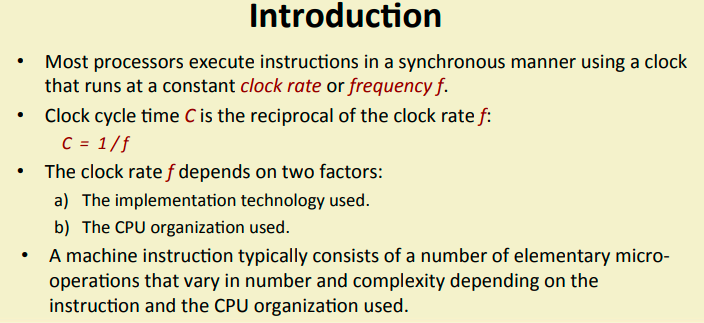 Introduction
• Most processors execute instructions in a synchronous manner using a clock
that runs at a constant clock rate or frequency f.
• Clock cycle time C is the reciprocal of the clock rate f:
C = 1 / f
• The clock rate f depends on two factors:
a) The implementation technology used.
b) The CPU organization used.
• A machine instruction typically consists of a number of elementary micro-
operations that vary in number and complexity depending on the
instruction and the CPU organization used.